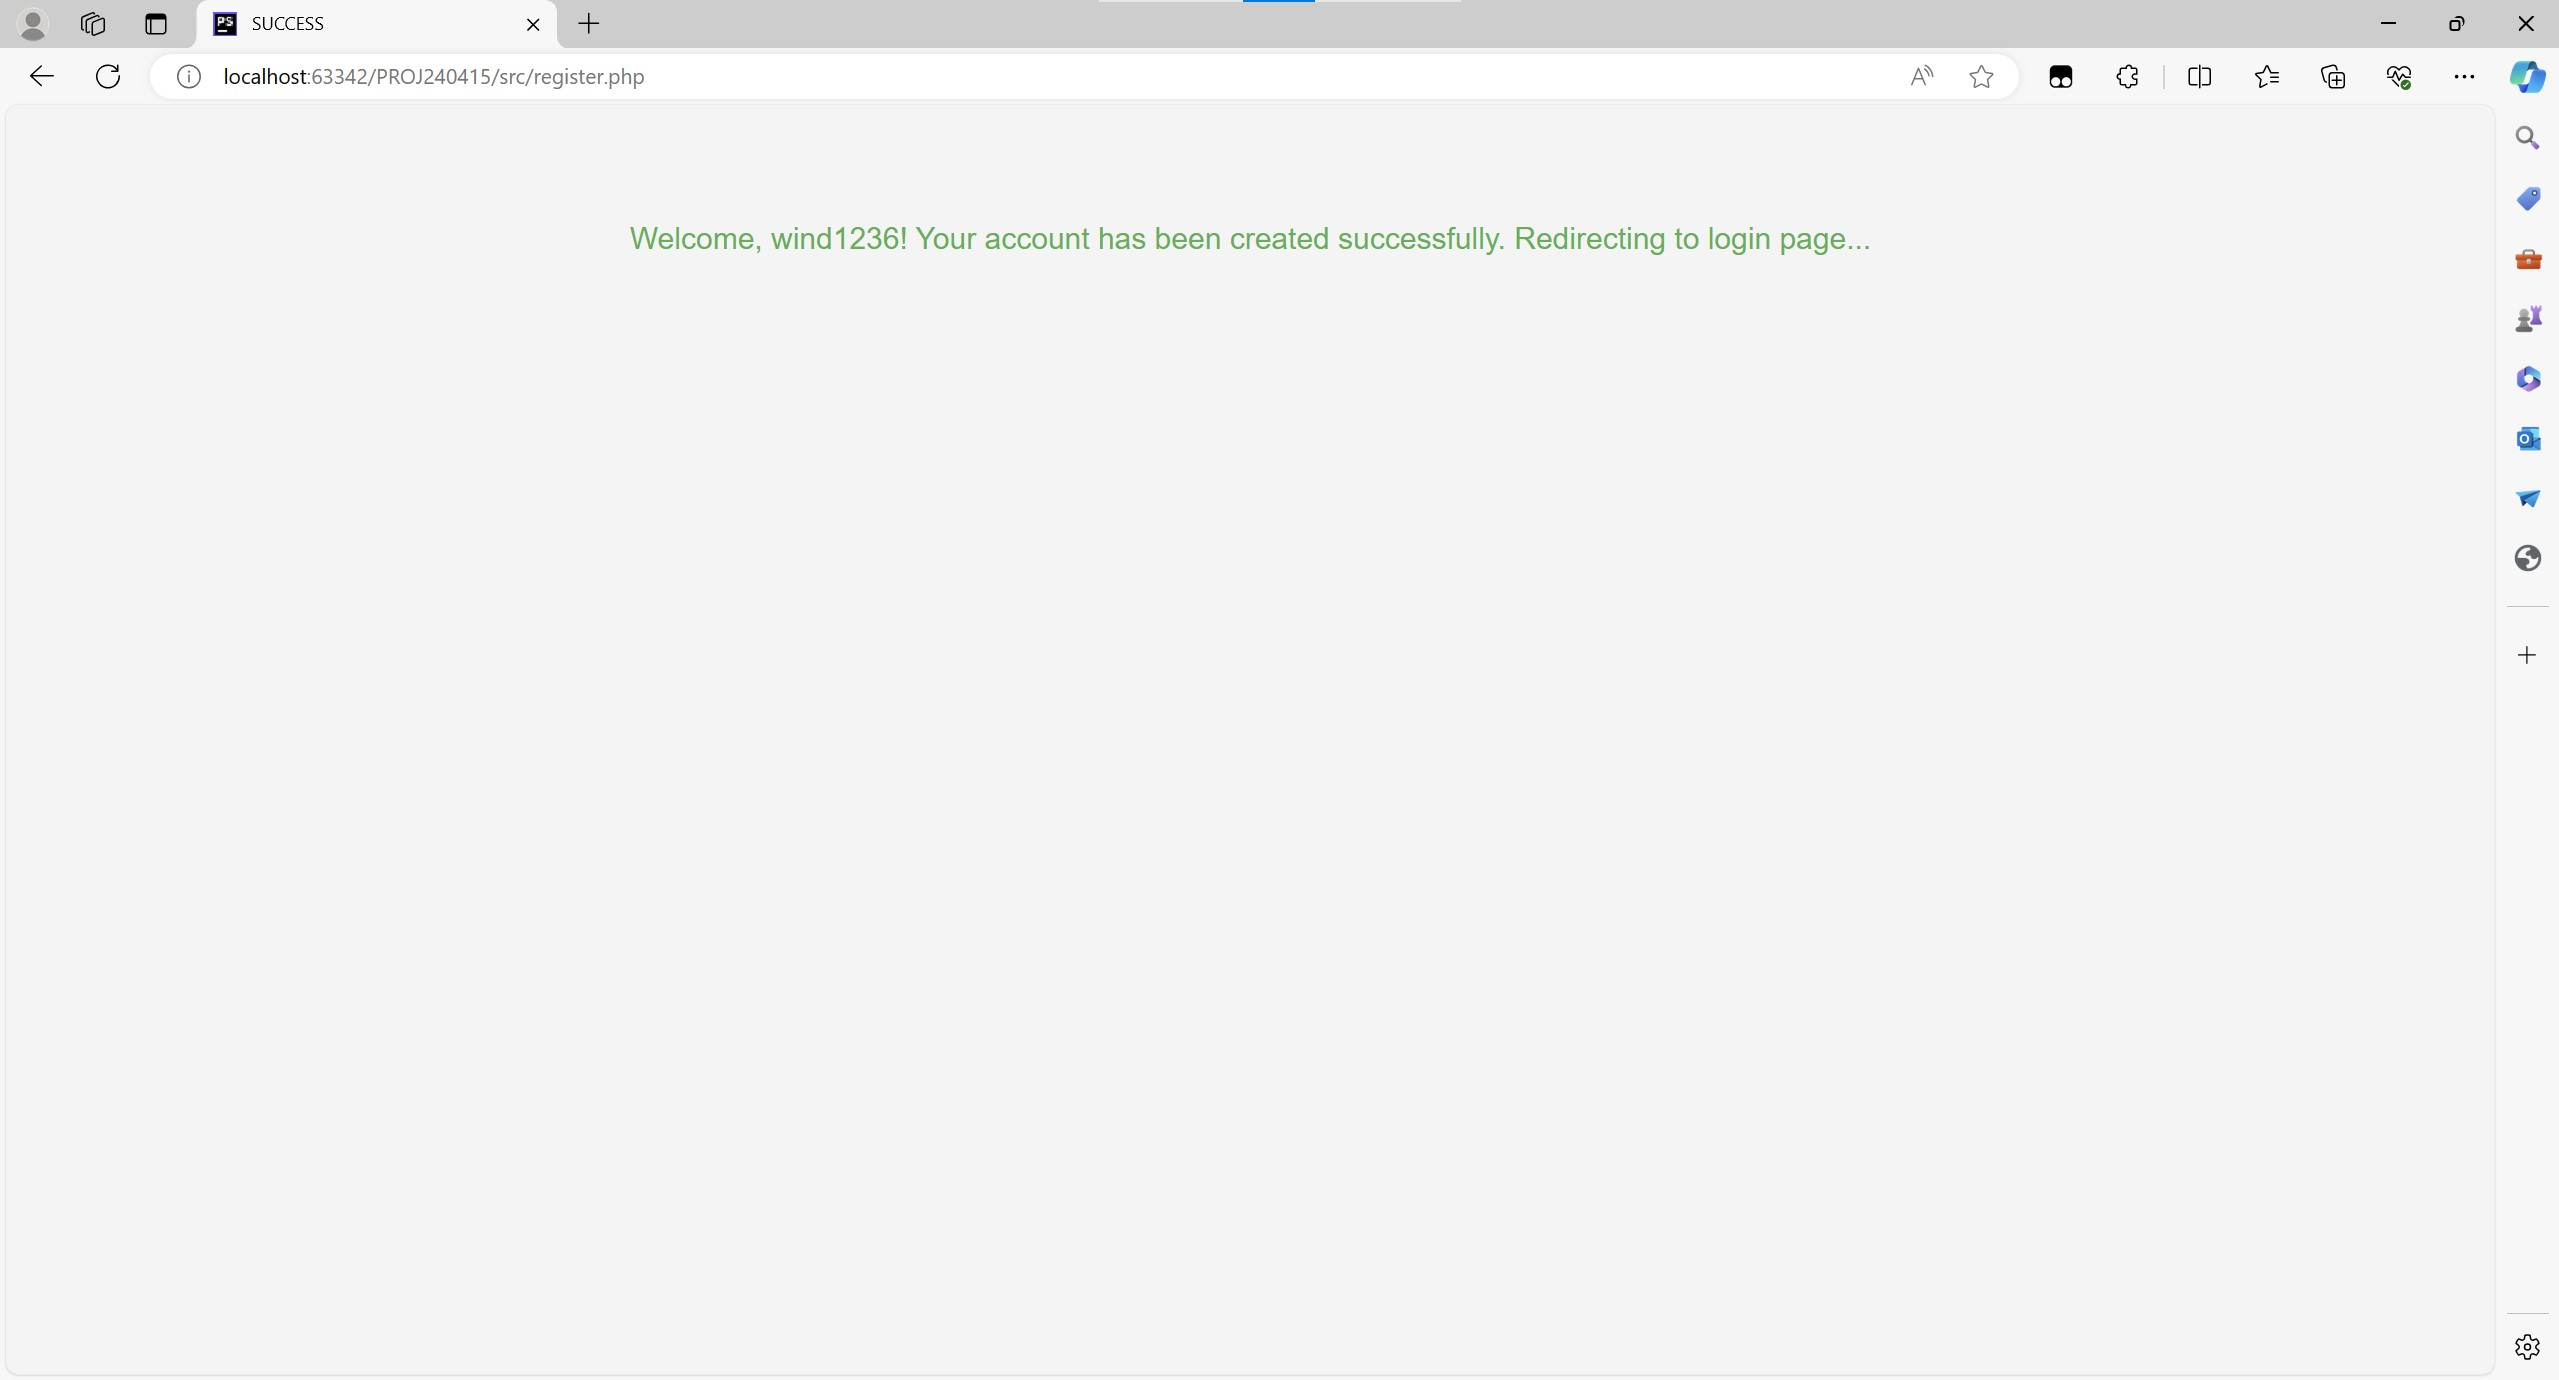 SUCCESS
localhost:63342/PROJ240415/src/register.php
Welcome, wind1236! Your account has been created successfully. Redirecting to login page...